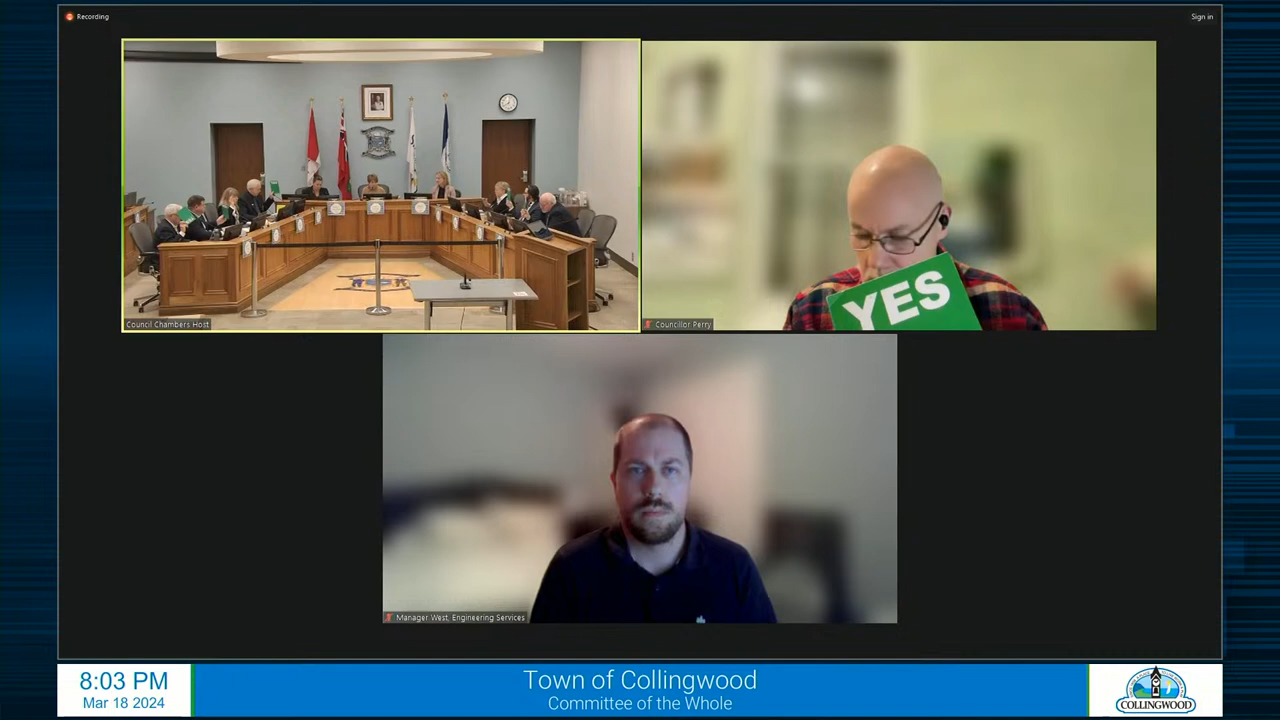 Recording
Sign in
Council Chambers Host
YES
Councillor Perry
Manager West, Engineering Services
8:03 PM
Mar 18 2024
Town of Collingwood
Committee of the Whole
COLLINGWOOD